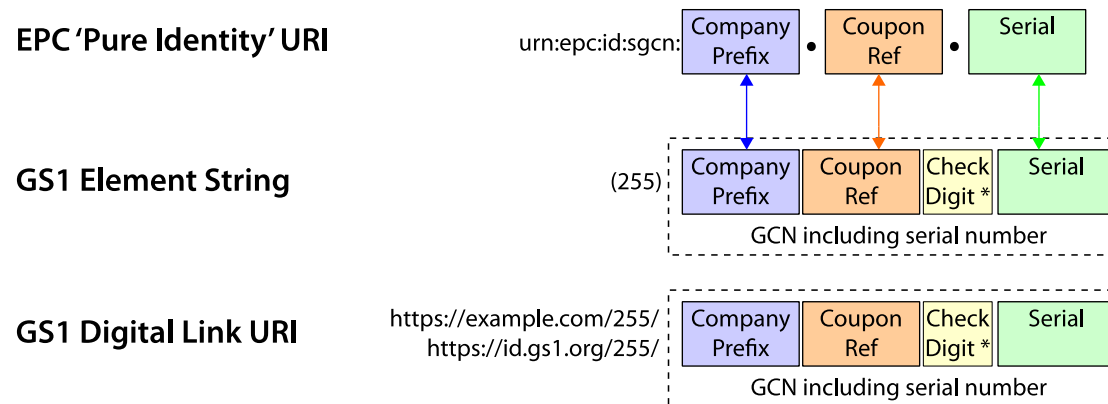 EPC ‘Pure Identity’ URI
urn:epc:id:sgcn:
Company
Prefix
•
Coupon
Ref
•
Serial
GS1 Element String
(255)
Company
Prefix
Coupon
Ref
Check
Digit *
Serial
GCN including serial number
GS1 Digital Link URI
https://example.com/255/
https://id.gs1.org/255/
Company
Prefix
Coupon
Ref
Check
Digit *
Serial
GCN including serial number